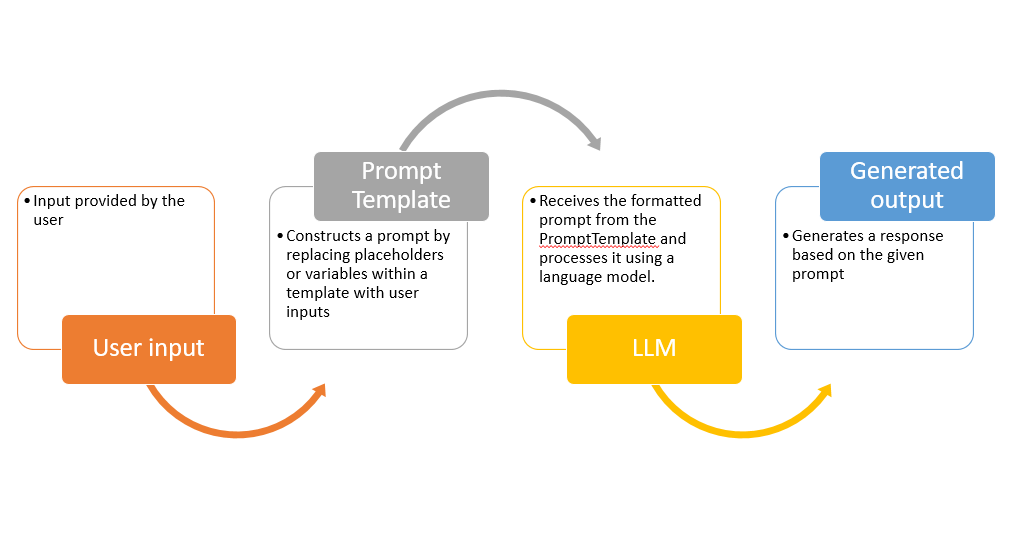 • Input provided by the
user
User input
Prompt
Template
• Constructs a prompt by
replacing placeholders
or variables within a
template with user
inputs
• Receives the formatted
prompt from the
PromptTemplate and
processes it using a
language model.
LLM
Generated
output
• Generates a response
based on the given
prompt